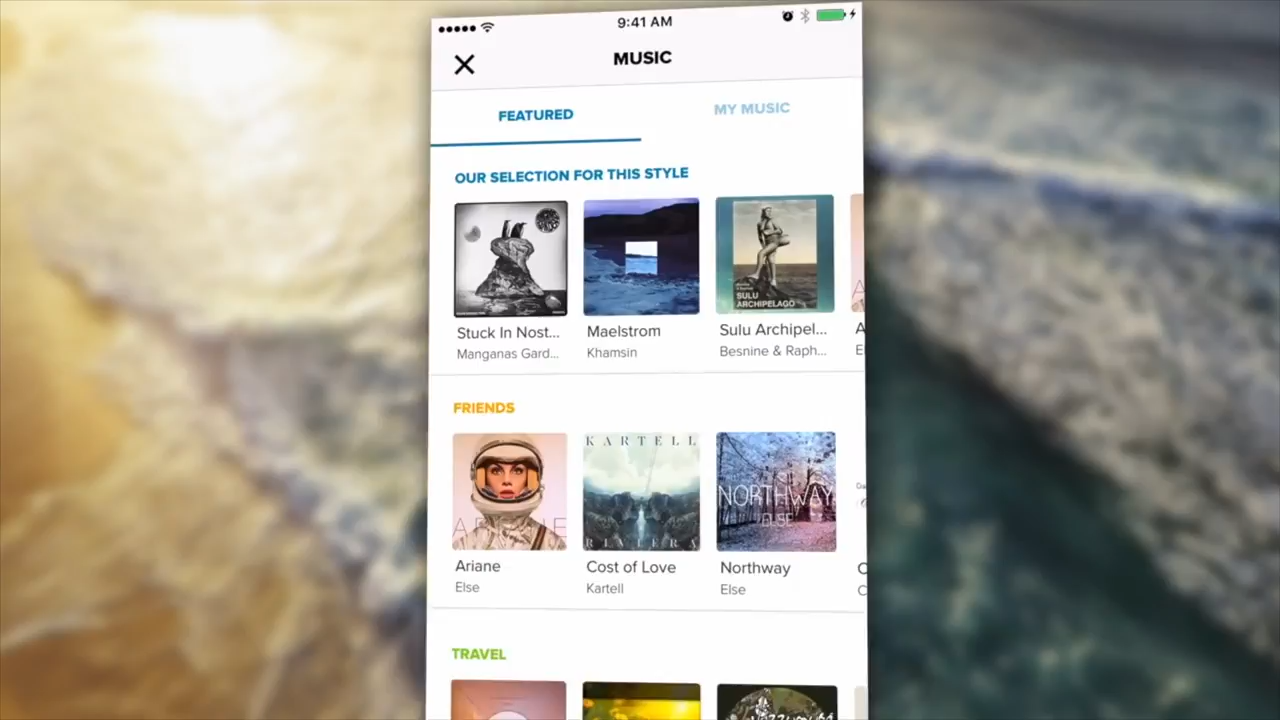 9:41 AM
MUSIC
FEATURED
MY MUSIC
OUR SELECTION FOR THIS STYLE
SULU
ARCHIPELAGO
Stuck In Nost...
Maelstrom
Sulu Archipel...
Manganas Gard...
Khamsin
Besnine & Raph...
FRIENDS
KARTELL
NORTHWAY
ELSE
ARIANE
RIVIERA
Ariane
Cost of Love
Northway
Else
Kartell
Else
TRAVEL